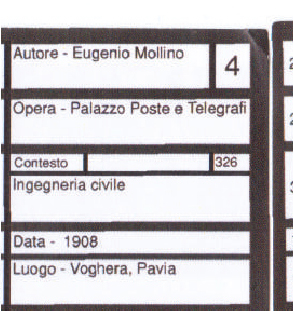 Autore - Eugenio Mollino
4
Opera - Palazzo Poste e Telegrafi
Contesto
326
Ingegneria civile
Data - 1908
Luogo - Voghera, Pavia